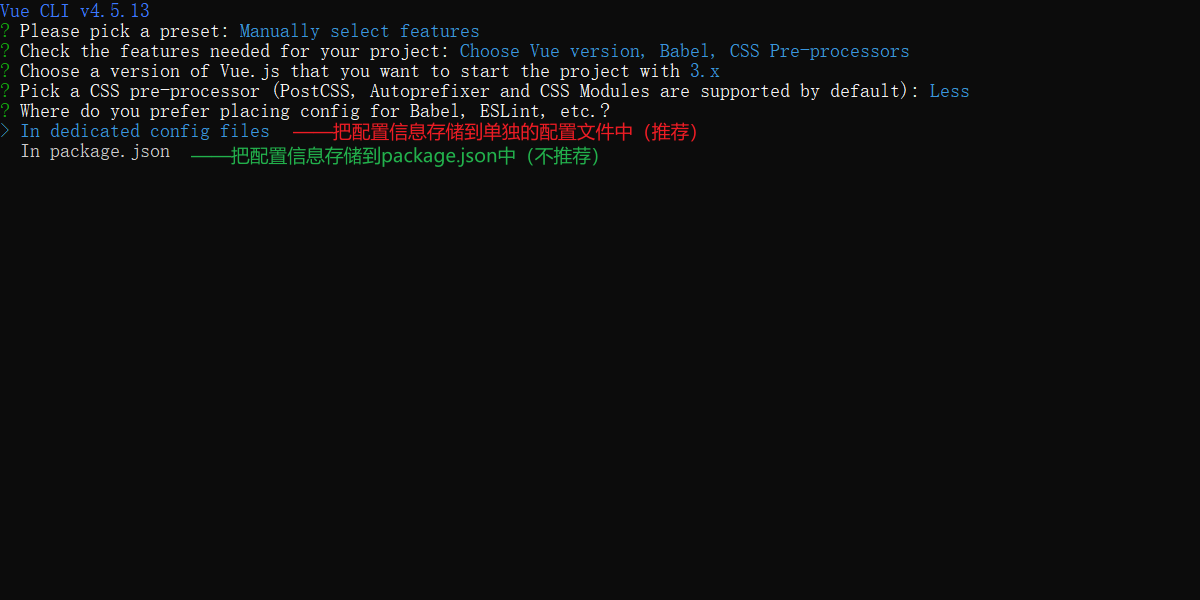 Vue CLI v4.5.13
? Please pick a preset: Manually select features
? Check the features needed for your project: Choose Vue version, Babel, CSS Pre-processors
? Choose a version of Vue.js that you want to start the project with 3.x
? Pick a CSS pre-processor (PostCSS, Autoprefixer and CSS Modules are supported by default): Less
? Where do you prefer placing config for Babel, ESLint, etc.?
> In dedicated config files ——把配置信息存储到单独的配置文件中（推荐）
In package.json ——把配置信息存储到package.json中（不推荐）